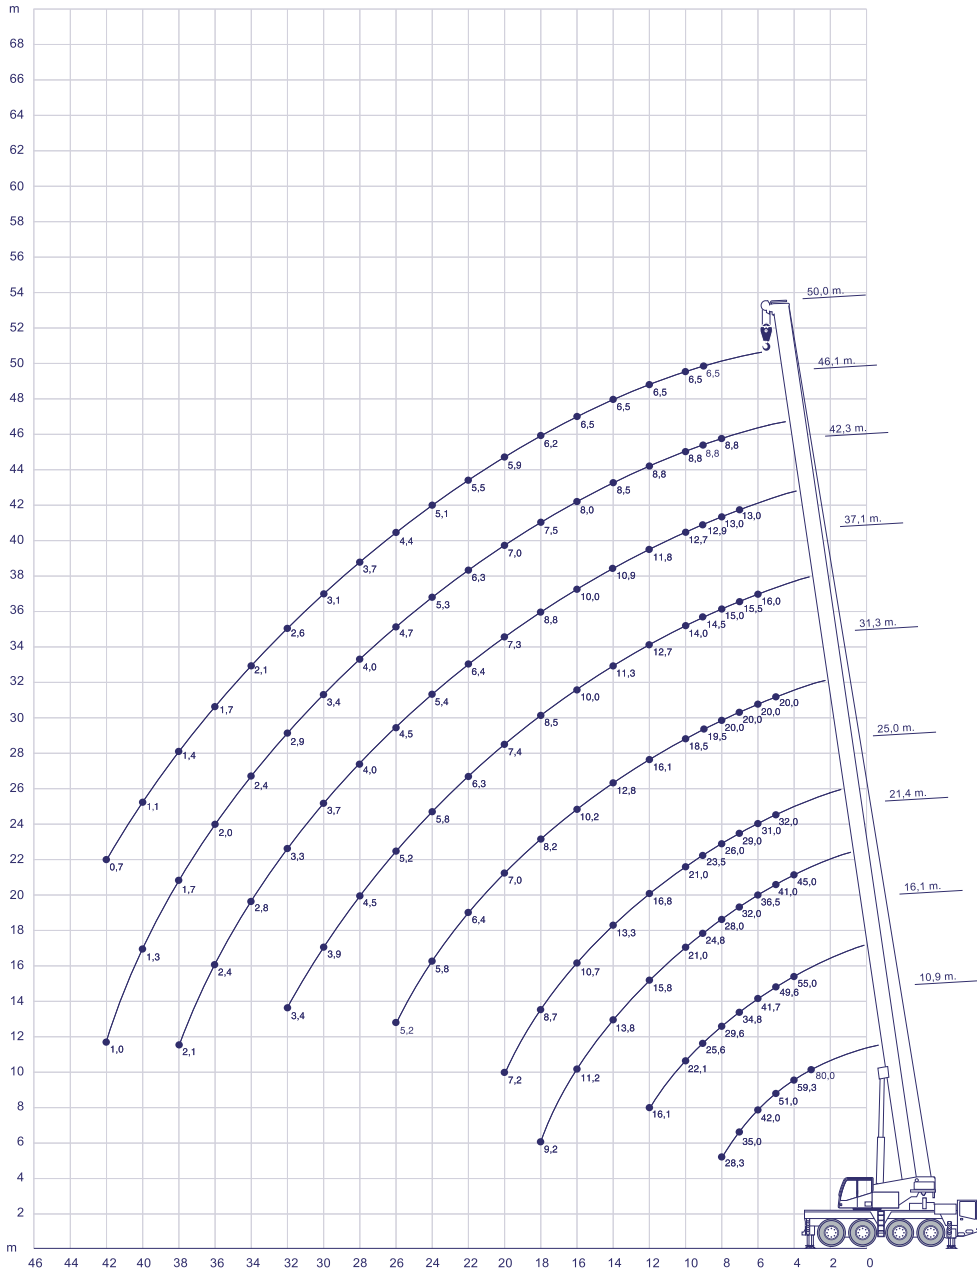 m
68
66
64
62
60
58
56
54
52
50
48
46
44
42
40
38
36
34
32
30
28
26
24
22
20
18
16
14
12
10
8
6
4
2
m
46 44 42 40 38 36 34 32 30 28 26 24 22 20 18 16 14 12 10 8 6 4 2 0
50,0 m.
46,1 m.
42,3 m.
37,1 m.
31,3 m.
25,0 m.
21,4 m.
16,1 m.
10,9 m.
0,7 1,1 1,4 1,7 2,1 2,6 3,1 3,7 4,4 5,1 5,5 5,9 6,2 6,5 6,5 6,5 6,5 6,5
1,0 1,3 1,7 2,0 2,4 2,9 3,4 4,0 4,7 5,3 6,3 7,0 7,5 8,0 8,5 8,8 8,8 8,8 8,8
2,1 2,4 2,8 3,3 3,7 4,0 4,5 5,4 6,4 7,3 8,8 10,0 10,9 11,8 12,7 12,9 13,0 13,0
3,4 3,9 4,5 5,2 5,8 6,3 7,4 8,5 10,0 11,3 12,7 14,0 14,5 15,0 15,5 16,0
5,2 5,8 6,4 7,0 8,2 10,2 12,8 16,1 18,5 19,5 20,0 20,0 20,0 20,0
7,2 8,7 10,7 13,3 16,8 21,0 23,5 26,0 29,0 31,0 32,0
9,2 11,2 13,8 15,8 21,0 24,8 28,0 32,0 36,5 41,0 45,0
16,1 22,1 25,6 29,6 34,8 41,7 49,6 55,0
28,3 35,0 42,0 51,0 59,3 80,0